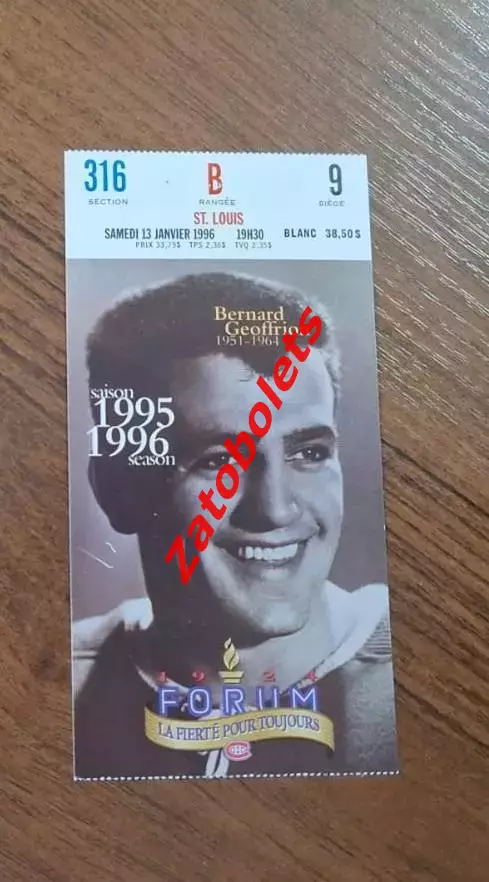 316 B 9
SECTION RANGÉE SIÈGE
ST. LOUIS
SAMEDI 13 JANVIER 1996 19H30 BLANC 38,50$
PRIX 33,79$ TPS 2,36$ TVQ 2,35$
Bernard
Geoffrion
1951-1964
saison
1995
1996
season
Zatobolets
1924
FORUM
LA FIERTÉ POUR TOUJOURS